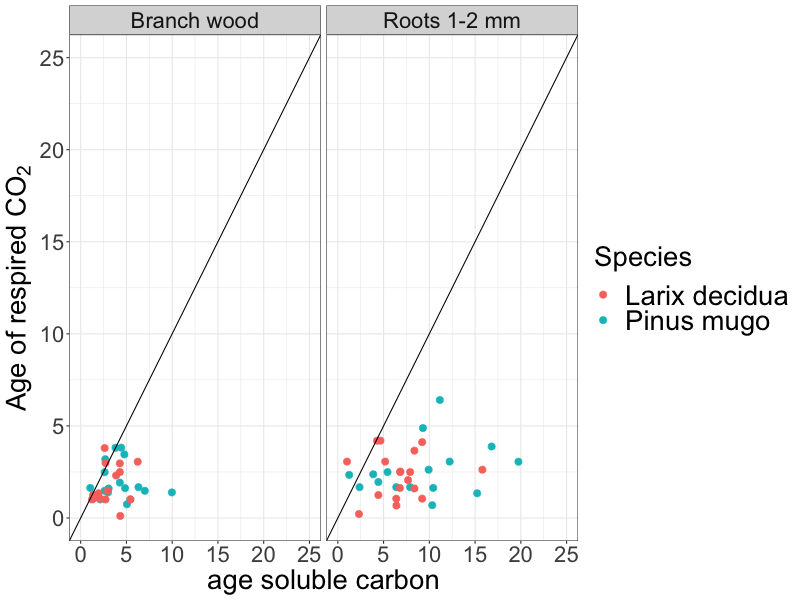 Branch wood
Roots 1-2 mm
25
20
15
10
5
0
Age of respired CO₂
0 5 10 15 20 25
0 5 10 15 20 25
age soluble carbon
Species
Larix decidua
Pinus mugo